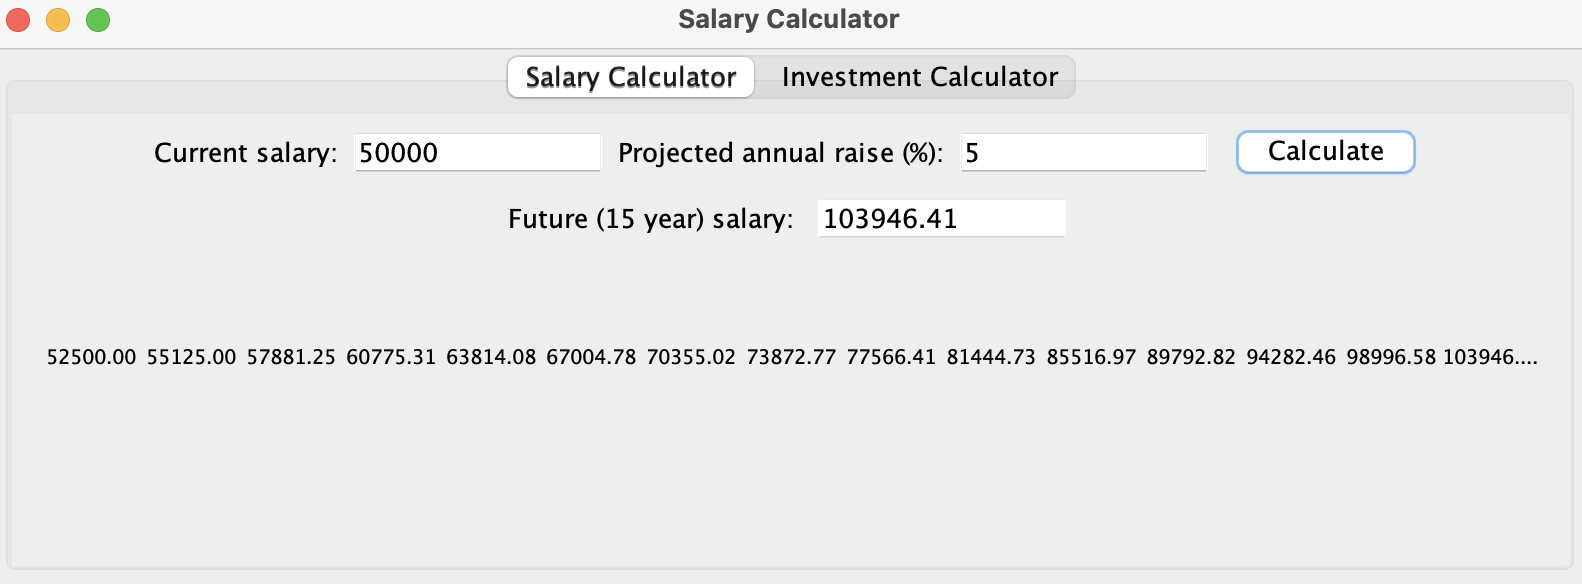 Salary Calculator
Salary Calculator Investment Calculator
Current salary: 50000 Projected annual raise (%): 5 Calculate
Future (15 year) salary: 103946.41
52500.00 55125.00 57881.25 60775.31 63814.08 67004.78 70355.02 73872.77 77566.41 81444.73 85516.97 89792.82 94282.46 98996.58 103946....